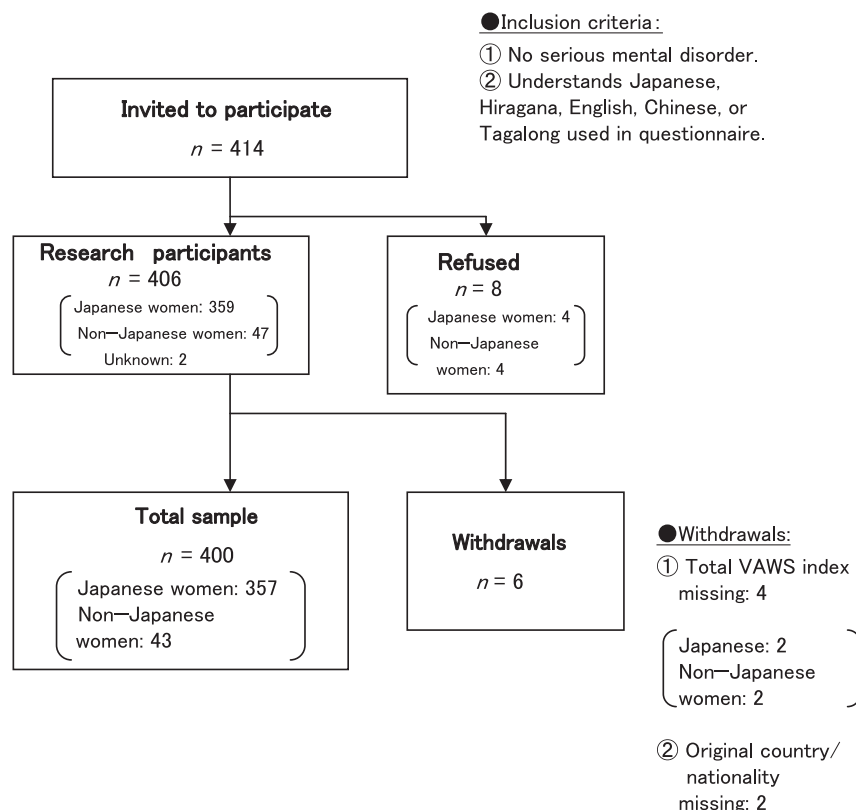 ●Inclusion criteria:
① No serious mental disorder.
② Understands Japanese,
Hiragana, English, Chinese, or
Tagalong used in questionnaire.
Invited to participate
n = 414
Research participants
n = 406
Japanese women: 359
Non-Japanese women: 47
Unknown: 2
Refused
n = 8
Japanese women: 4
Non-Japanese
women: 4
Total sample
n = 400
Japanese women: 357
Non-Japanese
women: 43
Withdrawals
n = 6
●Withdrawals:
① Total VAWS index
missing: 4
Japanese: 2
Non-Japanese
women: 2
② Original country/
nationality
missing: 2